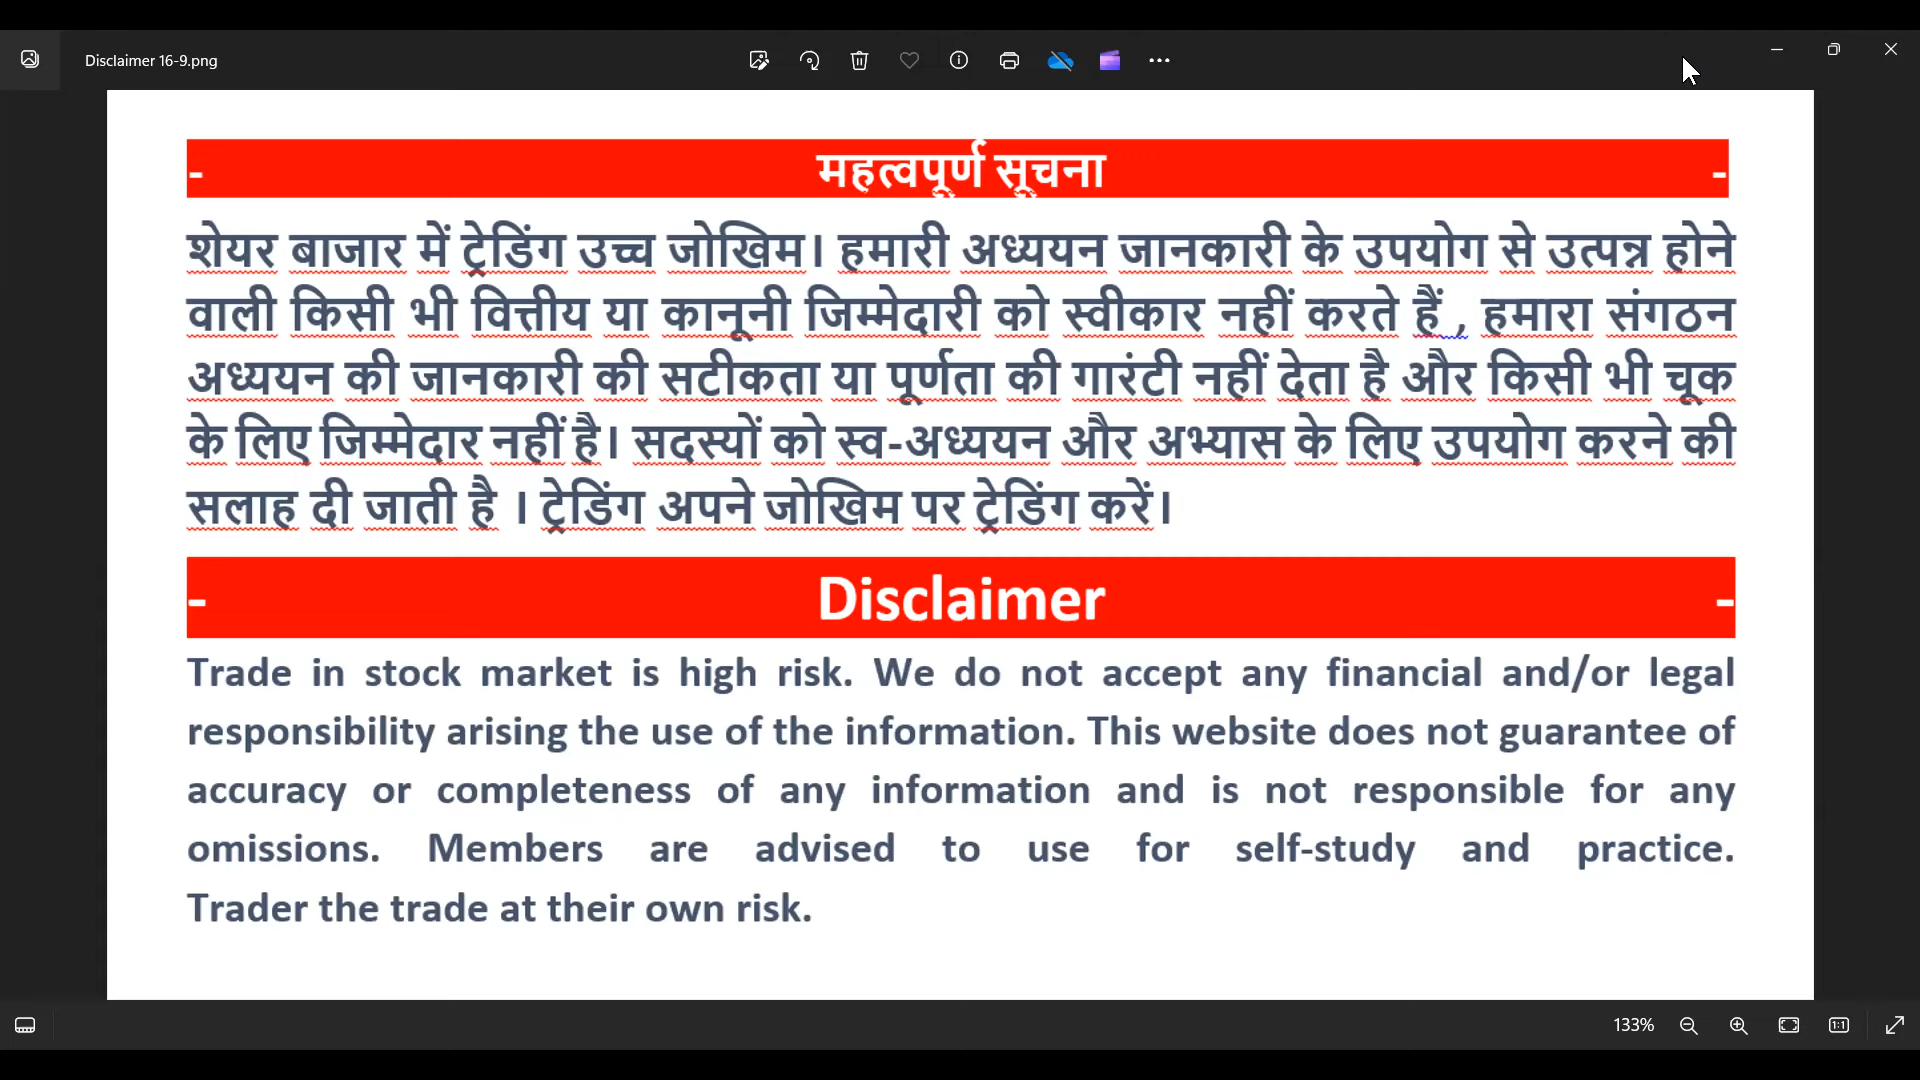 Disclaimer 16-9.png
- महत्वपूर्ण सूचना -
शेयर बाजार में ट्रेडिंग उच्च जोखिम। हमारी अध्ययन जानकारी के उपयोग से उत्पन्न होने
वाली किसी भी वित्तीय या कानूनी जिम्मेदारी को स्वीकार नहीं करते हैं , हमारा संगठन
अध्ययन की जानकारी की सटीकता या पूर्णता की गारंटी नहीं देता है और किसी भी चूक
के लिए जिम्मेदार नहीं है। सदस्यों को स्व-अध्ययन और अभ्यास के लिए उपयोग करने की
सलाह दी जाती है । ट्रेडिंग अपने जोखिम पर ट्रेडिंग करें।
- Disclaimer -
Trade in stock market is high risk. We do not accept any financial and/or legal
responsibility arising the use of the information. This website does not guarantee of
accuracy or completeness of any information and is not responsible for any
omissions. Members are advised to use for self-study and practice.
Trader the trade at their own risk.
133% 1:1